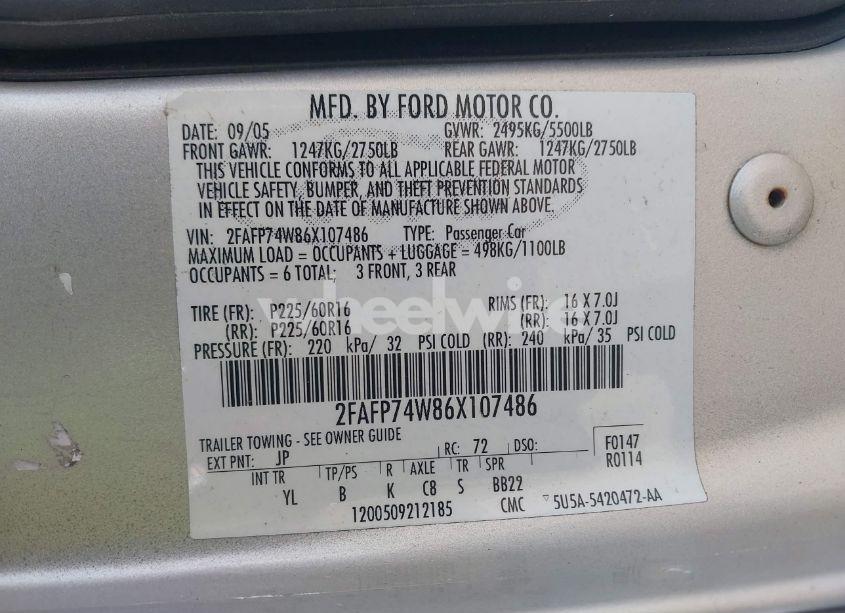 MFD. BY FORD MOTOR CO.
DATE: 09/05 GVWR: 2495KG/5500LB
FRONT GAWR: 1247KG/2750LB REAR GAWR: 1247KG/2750LB
THIS VEHICLE CONFORMS TO ALL APPLICABLE FEDERAL MOTOR
VEHICLE SAFETY, BUMPER, AND THEFT PREVENTION STANDARDS
IN EFFECT ON THE DATE OF MANUFACTURE SHOWN ABOVE.
VIN: 2FAFP74W86X107486 TYPE: Passenger Car
MAXIMUM LOAD = OCCUPANTS + LUGGAGE = 498KG/1100LB
OCCUPANTS = 6 TOTAL; 3 FRONT, 3 REAR
wheelwire
TIRE (FR): P225/60R16 RIMS (FR): 16 X 7.0J
(RR): P225/60R16 (RR): 16 X 7.0J
PRESSURE (FR): 220 kPa/ 32 PSI COLD (RR): 240 kPa/ 35 PSI COLD
2FAFP74W86X107486
TRAILER TOWING - SEE OWNER GUIDE
EXT PNT: JP RC: 72 DSO: F0147
R0114
INT TR TP/PS R AXLE TR SPR
YL B K C8 S BB22
1200509212185 CMC ▽5U5A-5420472-AA